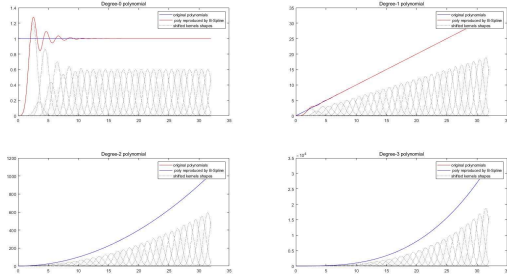 Degree-0 polynomial
1.4
1.2
1
0.8
0.6
0.4
0.2
0
0 5 10 15 20 25 30 35
original polynomials
poly reproduced by B-Spline
shifted kernels shapes
Degree-1 polynomial
35
30
25
20
15
10
5
0
0 5 10 15 20 25 30 35
original polynomials
poly reproduced by B-Spline
shifted kernels shapes
Degree-2 polynomial
1200
1000
800
600
400
200
0
0 5 10 15 20 25 30 35
original polynomials
poly reproduced by B-Spline
shifted kernels shapes
Degree-3 polynomial
3.5
3
2.5
2
1.5
1
0.5
0
0 5 10 15 20 25 30 35
original polynomials
poly reproduced by B-Spline
shifted kernels shapes